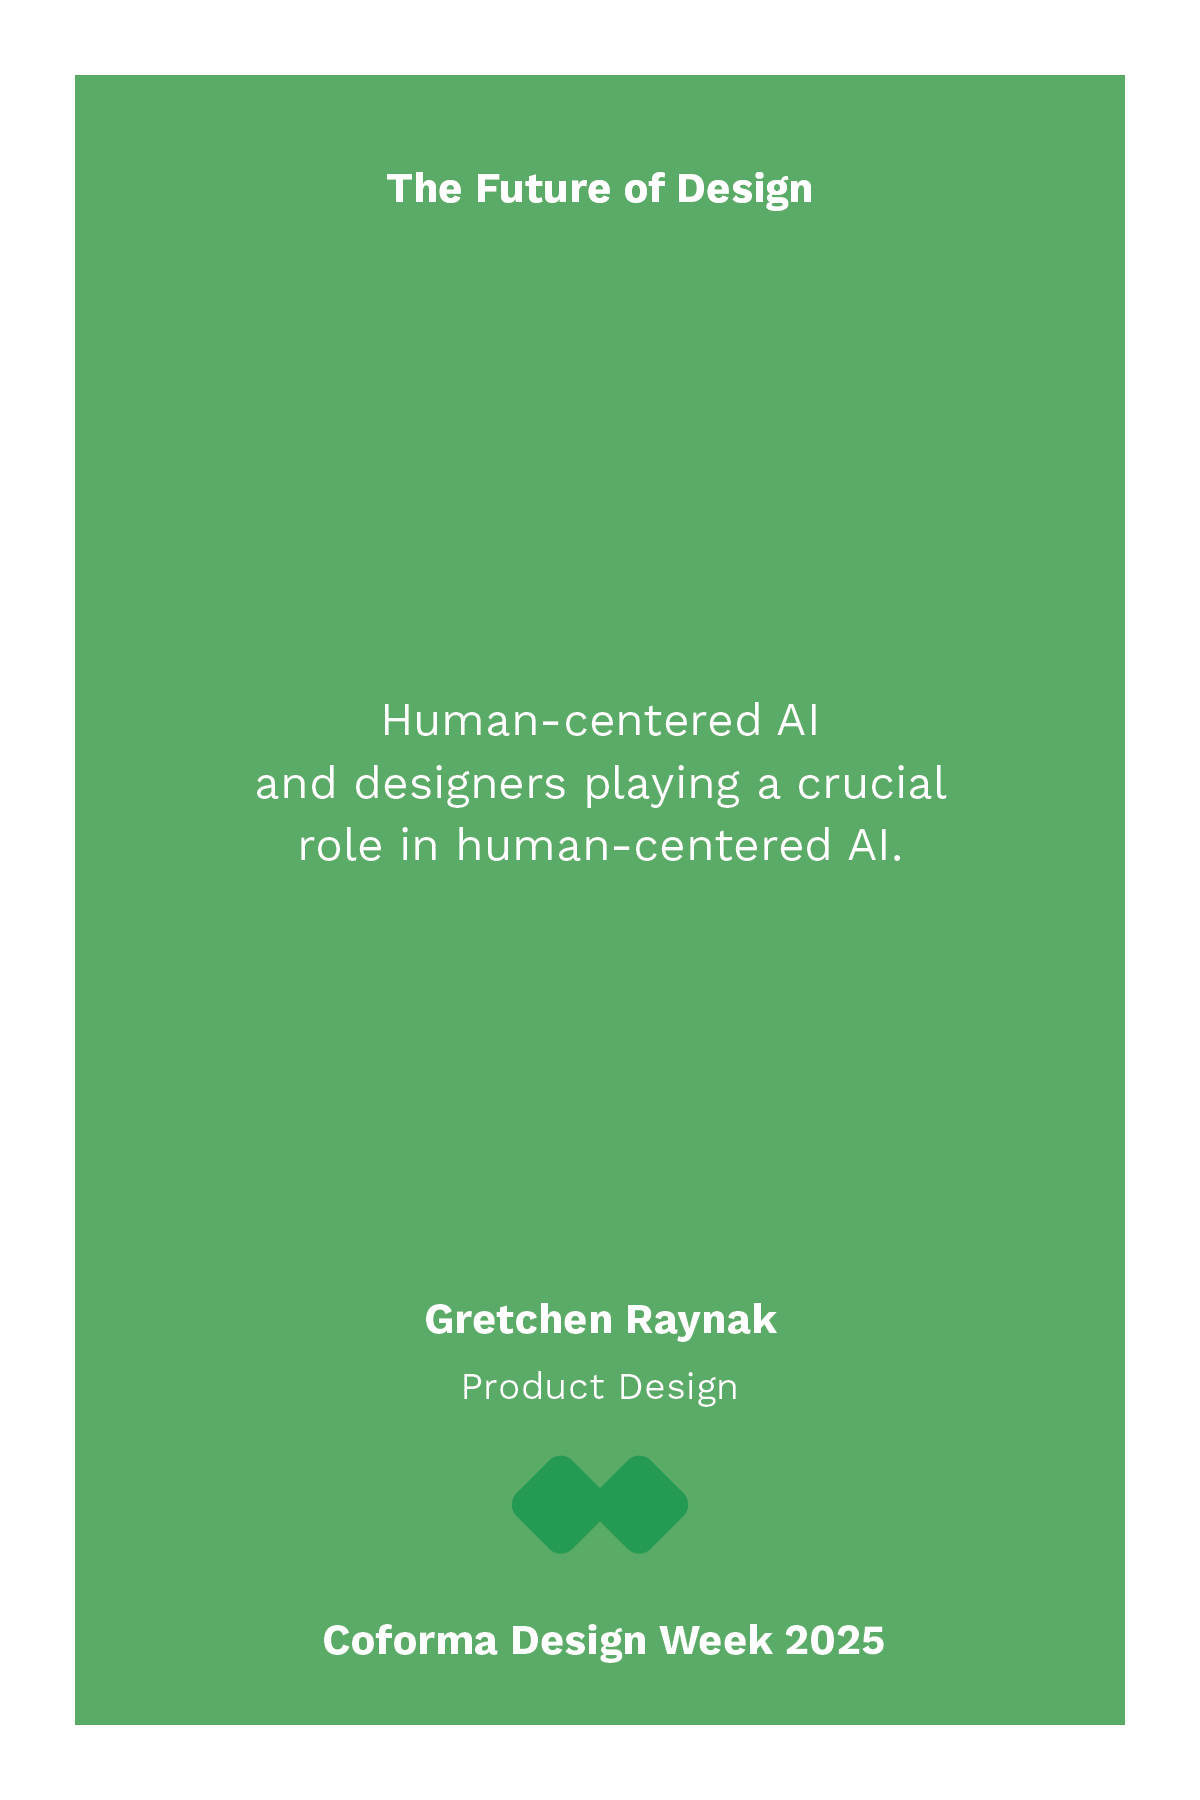 The Future of Design
Human-centered AI
and designers playing a crucial
role in human-centered AI.
Gretchen Raynak
Product Design
Coforma Design Week 2025